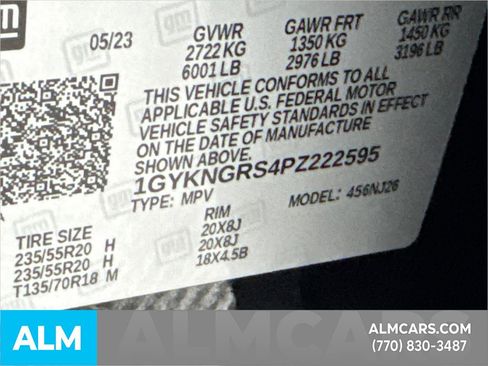 gm
05/23
GVWR
2722 KG
6001 LB
GAWR FRT
1350 KG
2976 LB
GAWR RR
1450 KG
3196 LB
THIS VEHICLE CONFORMS TO ALL
APPLICABLE U.S. FEDERAL MOTOR
VEHICLE SAFETY STANDARDS IN EFFECT
ON THE DATE OF MANUFACTURE
SHOWN ABOVE.
1GYKNGRS4PZ222595
TYPE: MPV MODEL: 456NJ26
TIRE SIZE RIM
235/55R20 H 20X8J
235/55R20 H 20X8J
T135/70R18 M 18X4.5B
ALM
ALMCARS
ALMCARS.COM
(770) 830-3487